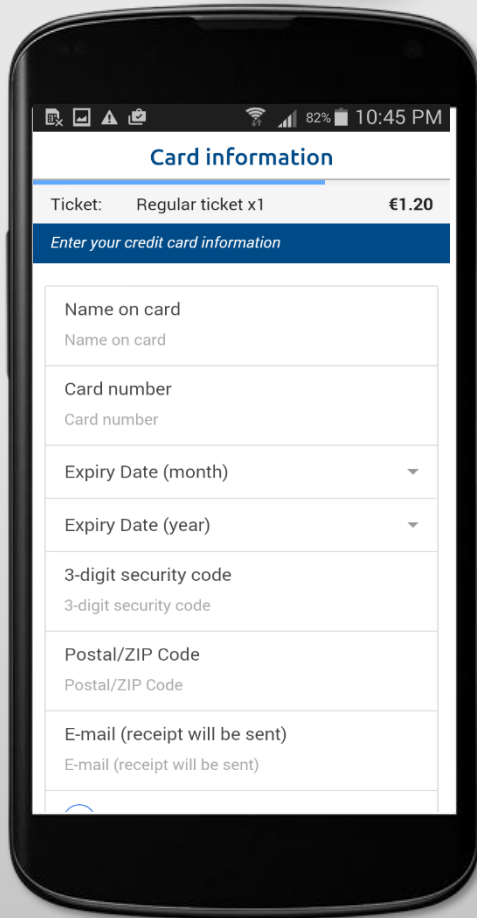 82% 10:45 PM
Card information
Ticket: Regular ticket x1 €1.20
Enter your credit card information
Name on card
Name on card
Card number
Card number
Expiry Date (month)
Expiry Date (year)
3-digit security code
3-digit security code
Postal/ZIP Code
Postal/ZIP Code
E-mail (receipt will be sent)
E-mail (receipt will be sent)